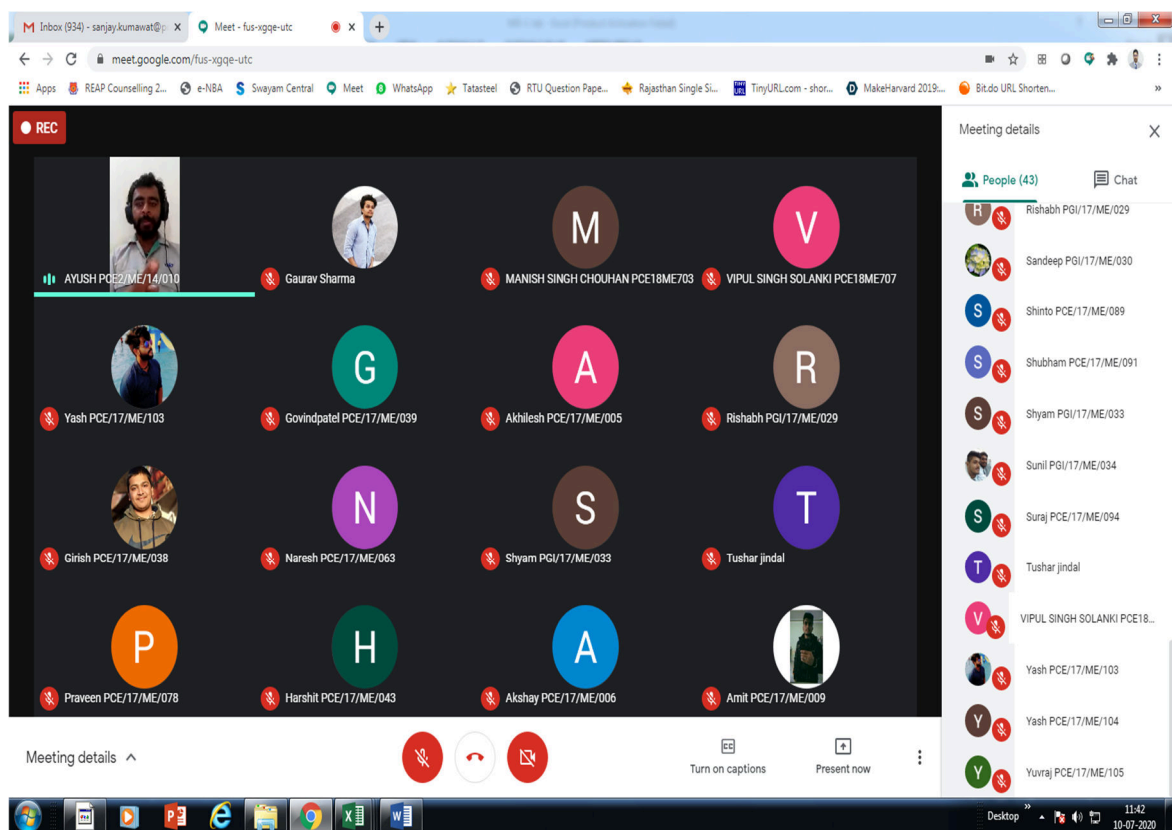 Inbox (934) - sanjay.kumawat@p
Meet - fus-xgqe-utc
meet.google.com/fus-xgqe-utc
Apps REAP Counselling 2... e-NBA Swayam Central Meet WhatsApp Tatasteel RTU Question Pape... Rajasthan Single Si... TinyURL.com - shor... MakeHarvard 2019:... Bit.do URL Shorten... »
REC
AYUSH PCE2/ME/14/010
Gaurav Sharma
M
MANISH SINGH CHOUHAN PCE18ME703
V
VIPUL SINGH SOLANKI PCE18ME707
Yash PCE/17/ME/103
G
Govindpatel PCE/17/ME/039
A
Akhilesh PCE/17/ME/005
R
Rishabh PGI/17/ME/029
Girish PCE/17/ME/038
N
Naresh PCE/17/ME/063
S
Shyam PGI/17/ME/033
T
Tushar jindal
P
Praveen PCE/17/ME/078
H
Harshit PCE/17/ME/043
A
Akshay PCE/17/ME/006
Amit PCE/17/ME/009
Meeting details
People (43)
Chat
R Rishabh PGI/17/ME/029
Sandeep PGI/17/ME/030
S Shinto PCE/17/ME/089
S Shubham PCE/17/ME/091
S Shyam PGI/17/ME/033
Sunil PGI/17/ME/034
S Suraj PCE/17/ME/094
T Tushar jindal
V VIPUL SINGH SOLANKI PCE18...
Yash PCE/17/ME/103
Y Yash PCE/17/ME/104
Y Yuvraj PCE/17/ME/105
Meeting details
CC
Turn on captions
Present now
Desktop »
11:42
10-07-2020